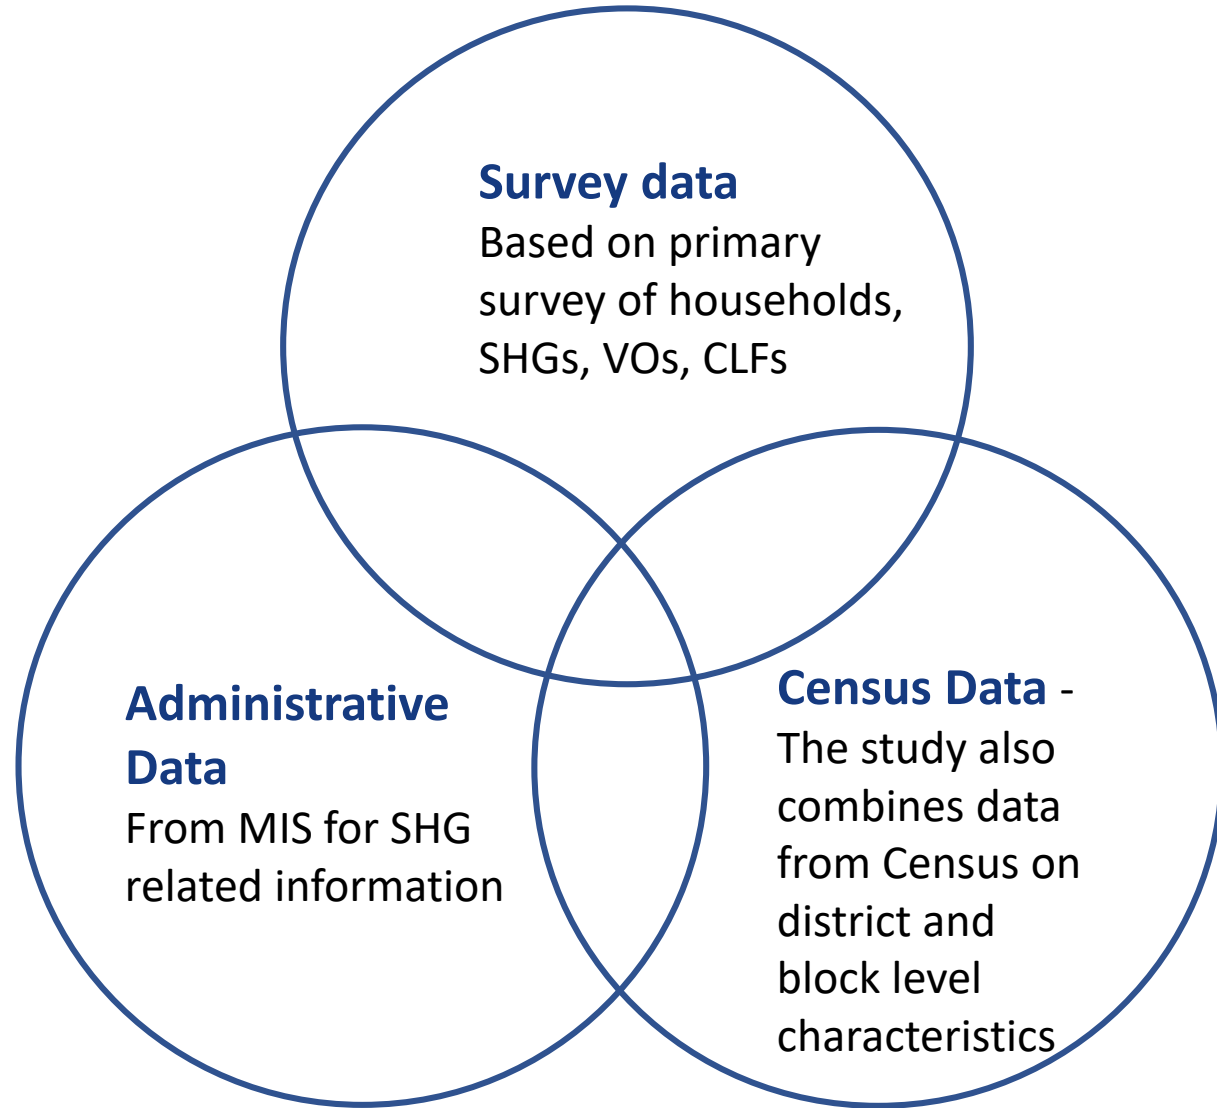 Survey data
Based on primary
survey of households,
SHGs, VOs, CLFs
Administrative
Data
From MIS for SHG
related information
Census Data -
The study also
combines data
from Census on
district and
block level
characteristics